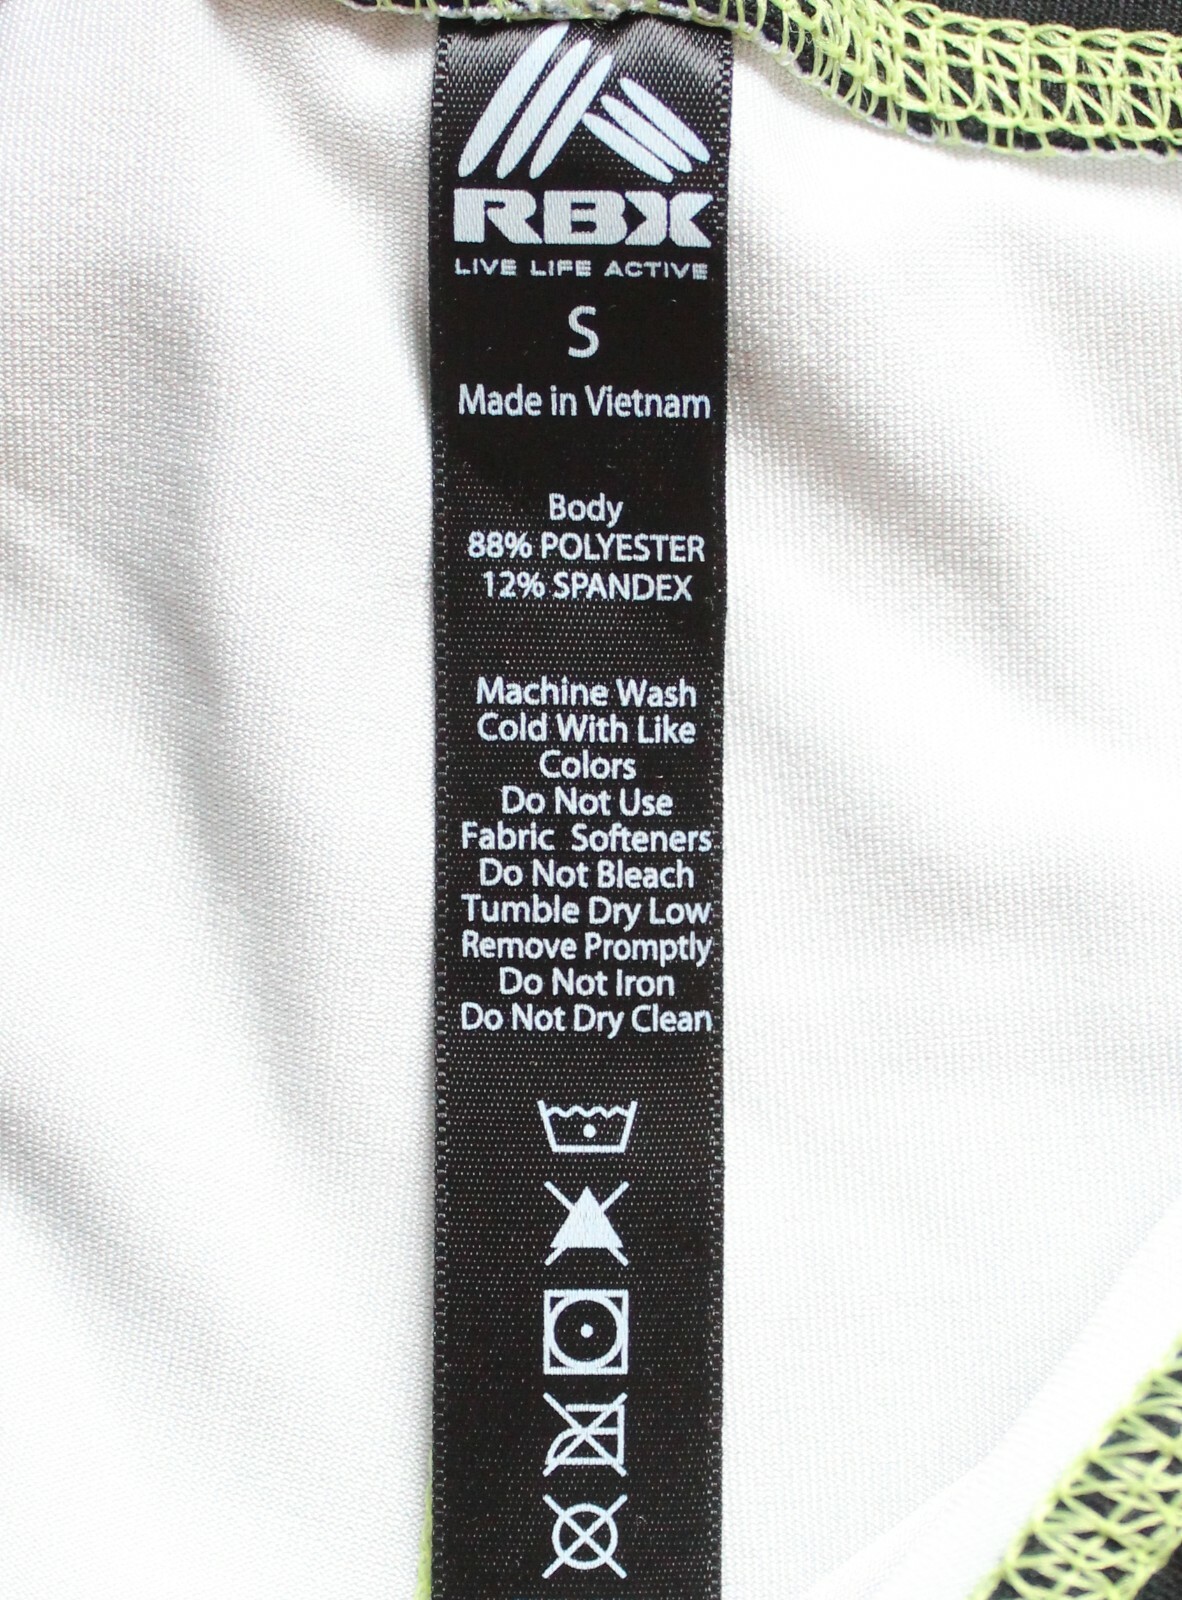 RBX
LIVE LIFE ACTIVE
S
Made in Vietnam
Body
88% POLYESTER
12% SPANDEX
Machine Wash
Cold With Like
Colors
Do Not Use
Fabric Softeners
Do Not Bleach
Tumble Dry Low
Remove Promptly
Do Not Iron
Do Not Dry Clean